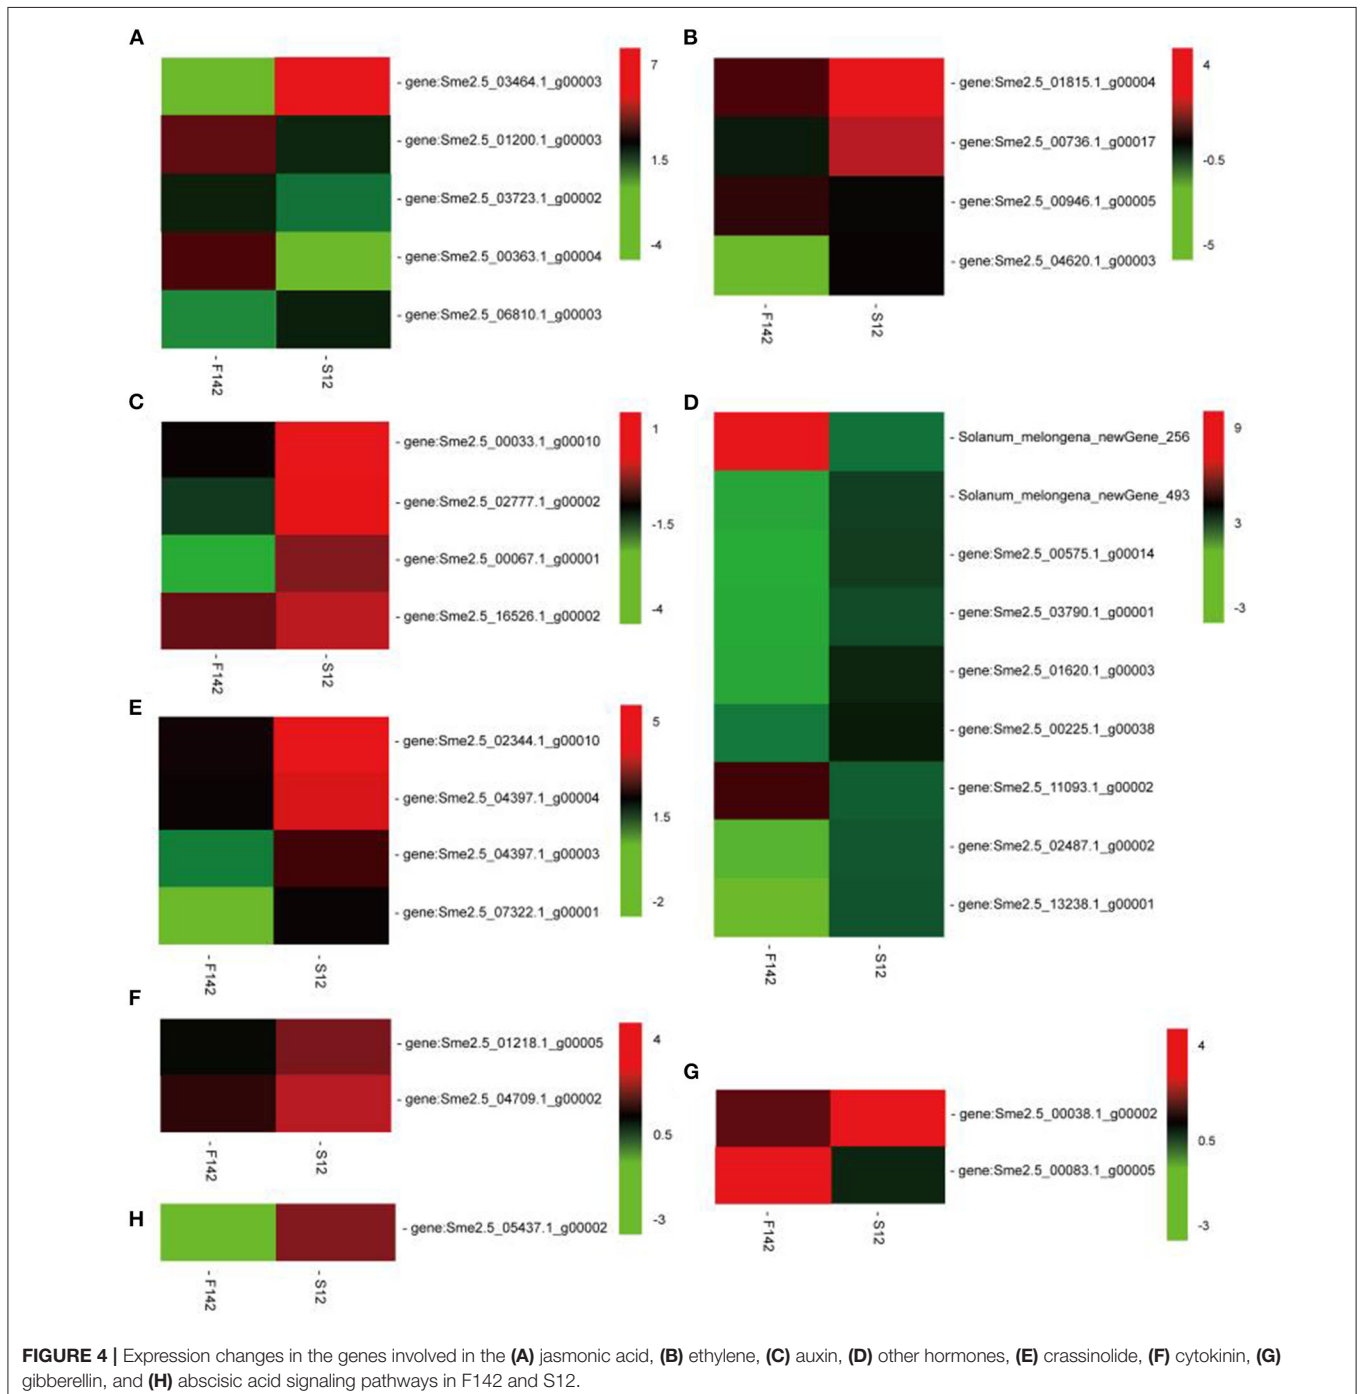 A
- gene:Sme2.5_03464.1_g00003
- gene:Sme2.5_01200.1_g00003
- gene:Sme2.5_03723.1_g00002
- gene:Sme2.5_00363.1_g00004
- gene:Sme2.5_06810.1_g00003
7
1.5
-4
- F142
- S12
B
- gene:Sme2.5_01815.1_g00004
- gene:Sme2.5_00736.1_g00017
- gene:Sme2.5_00946.1_g00005
- gene:Sme2.5_04620.1_g00003
4
-0.5
-5
- F142
- S12
C
- gene:Sme2.5_00033.1_g00010
- gene:Sme2.5_02777.1_g00002
- gene:Sme2.5_00067.1_g00001
- gene:Sme2.5_16526.1_g00002
1
-1.5
-4
- F142
- S12
D
- Solanum_melongena_newGene_256
- Solanum_melongena_newGene_493
- gene:Sme2.5_00575.1_g00014
- gene:Sme2.5_03790.1_g00001
- gene:Sme2.5_01620.1_g00003
- gene:Sme2.5_00225.1_g00038
- gene:Sme2.5_11093.1_g00002
- gene:Sme2.5_02487.1_g00002
- gene:Sme2.5_13238.1_g00001
9
3
-3
- F142
- S12
E
- gene:Sme2.5_02344.1_g00010
- gene:Sme2.5_04397.1_g00004
- gene:Sme2.5_04397.1_g00003
- gene:Sme2.5_07322.1_g00001
5
1.5
-2
- F142
- S12
F
- gene:Sme2.5_01218.1_g00005
- gene:Sme2.5_04709.1_g00002
4
0.5
-3
- F142
- S12
G
- gene:Sme2.5_00038.1_g00002
- gene:Sme2.5_00083.1_g00005
4
0.5
-3
- F142
- S12
H
- gene:Sme2.5_05437.1_g00002
- F142
- S12
FIGURE 4 | Expression changes in the genes involved in the (A) jasmonic acid, (B) ethylene, (C) auxin, (D) other hormones, (E) crassinolide, (F) cytokinin, (G)
gibberellin, and (H) abscisic acid signaling pathways in F142 and S12.